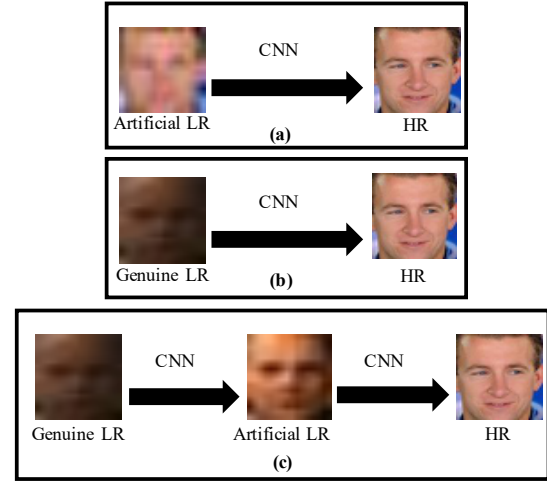 CNN
Artificial LR
HR
(a)
CNN
Genuine LR
HR
(b)
CNN
CNN
Genuine LR
Artificial LR
HR
(c)